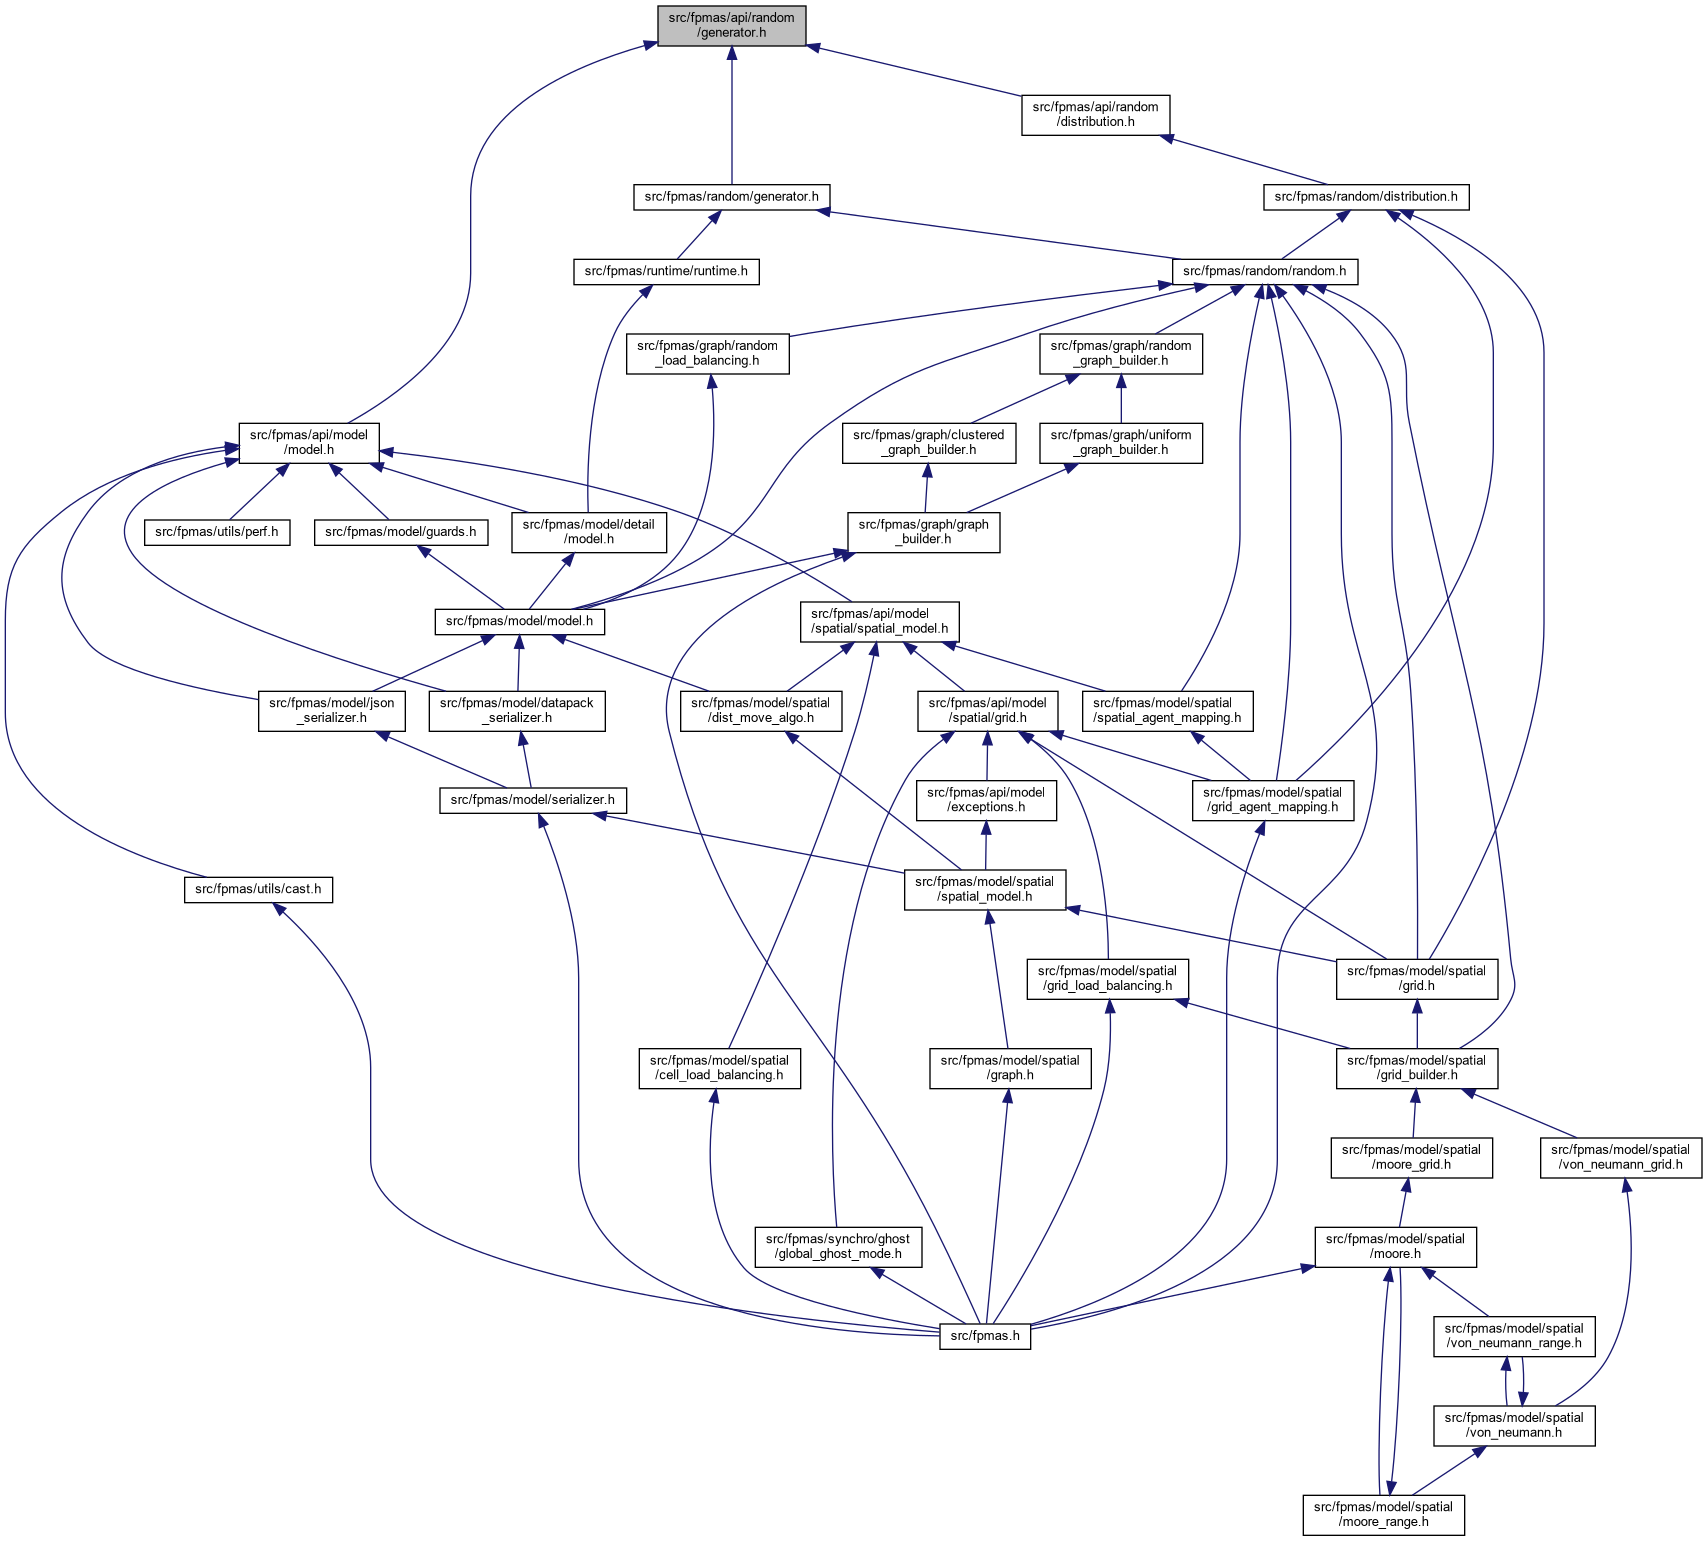 src/fpmas/api/random
/generator.h
src/fpmas/api/random
/distribution.h
src/fpmas/random/generator.h
src/fpmas/random/distribution.h
src/fpmas/runtime/runtime.h
src/fpmas/random/random.h
src/fpmas/graph/random
_load_balancing.h
src/fpmas/graph/random
_graph_builder.h
src/fpmas/api/model
/model.h
src/fpmas/graph/clustered
_graph_builder.h
src/fpmas/graph/uniform
_graph_builder.h
src/fpmas/utils/perf.h
src/fpmas/model/guards.h
src/fpmas/model/detail
/model.h
src/fpmas/graph/graph
_builder.h
src/fpmas/model/model.h
src/fpmas/api/model
/spatial/spatial_model.h
src/fpmas/model/json
_serializer.h
src/fpmas/model/datapack
_serializer.h
src/fpmas/model/spatial
/dist_move_algo.h
src/fpmas/api/model
/spatial/grid.h
src/fpmas/model/spatial
/spatial_agent_mapping.h
src/fpmas/model/serializer.h
src/fpmas/api/model
/exceptions.h
src/fpmas/model/spatial
/grid_agent_mapping.h
src/fpmas/utils/cast.h
src/fpmas/model/spatial
/spatial_model.h
src/fpmas/model/spatial
/grid_load_balancing.h
src/fpmas/model/spatial
/grid.h
src/fpmas/model/spatial
/cell_load_balancing.h
src/fpmas/model/spatial
/graph.h
src/fpmas/model/spatial
/grid_builder.h
src/fpmas/model/spatial
/moore_grid.h
src/fpmas/model/spatial
/von_neumann_grid.h
src/fpmas/synchro/ghost
/global_ghost_mode.h
src/fpmas/model/spatial
/moore.h
src/fpmas.h
src/fpmas/model/spatial
/von_neumann_range.h
src/fpmas/model/spatial
/von_neumann.h
src/fpmas/model/spatial
/moore_range.h